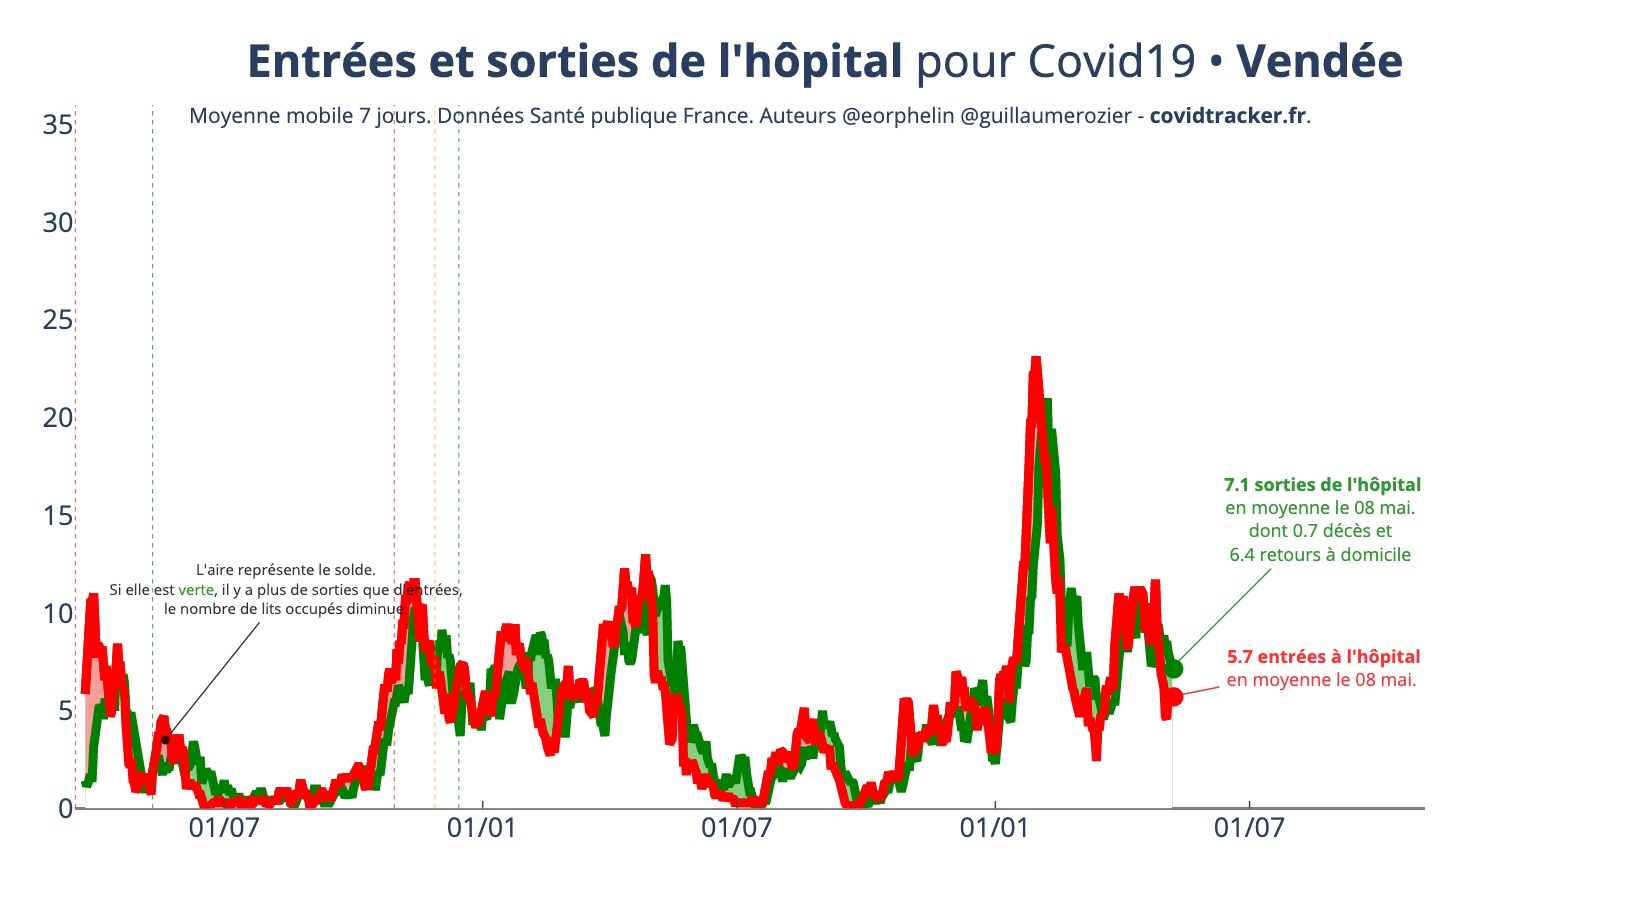 Entrées et sorties de l'hôpital pour Covid19 • Vendée
Moyenne mobile 7 jours. Données Santé publique France. Auteurs @eorphelin @guillaumerozier - covidtracker.fr.
35
30
25
20
15
10
5
0
L'aire représente le solde.
Si elle est verte, il y a plus de sorties que d'entrées,
le nombre de lits occupés diminue.
7.1 sorties de l'hôpital
en moyenne le 08 mai.
dont 0.7 décès et
6.4 retours à domicile
5.7 entrées à l'hôpital
en moyenne le 08 mai.
01/07
01/01
01/07
01/01
01/07